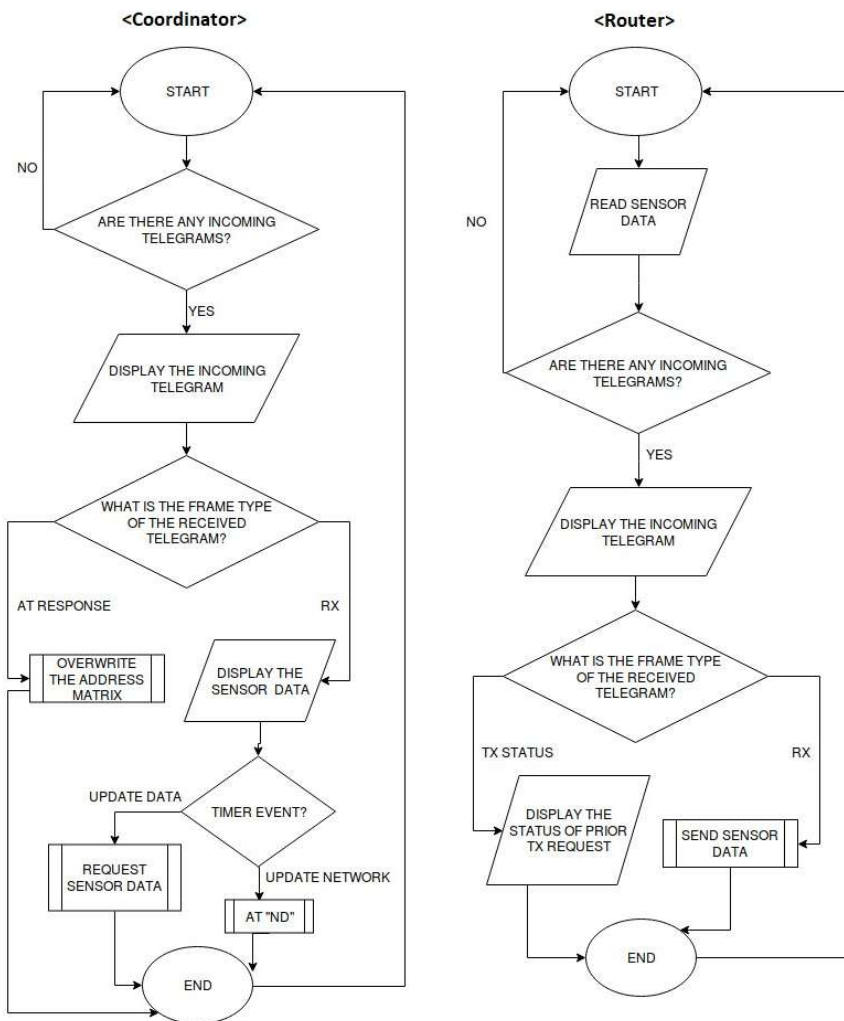 <Coordinator>
START
NO
ARE THERE ANY INCOMING
TELEGRAMS?
YES
DISPLAY THE INCOMING
TELEGRAM
WHAT IS THE FRAME TYPE
OF THE RECEIVED
TELEGRAM?
AT RESPONSE
RX
OVERWRITE
THE ADDRESS
MATRIX
DISPLAY THE
SENSOR DATA
UPDATE DATA
TIMER EVENT?
REQUEST
SENSOR DATA
UPDATE NETWORK
AT "ND"
END
<Router>
START
READ SENSOR
DATA
NO
ARE THERE ANY INCOMING
TELEGRAMS?
YES
DISPLAY THE INCOMING
TELEGRAM
WHAT IS THE FRAME TYPE
OF THE RECEIVED
TELEGRAM?
TX STATUS
RX
DISPLAY THE
STATUS OF PRIOR
TX REQUEST
SEND SENSOR
DATA
END